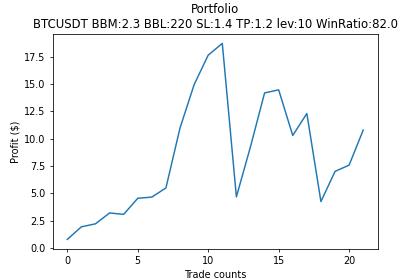 Portfolio
BTCUSDT BBM:2.3 BBL:220 SL:1.4 TP:1.2 lev:10 WinRatio:82.0
17.5
15.0
12.5
10.0
7.5
5.0
2.5
0.0
Profit ($)
0 5 10 15 20
Trade counts